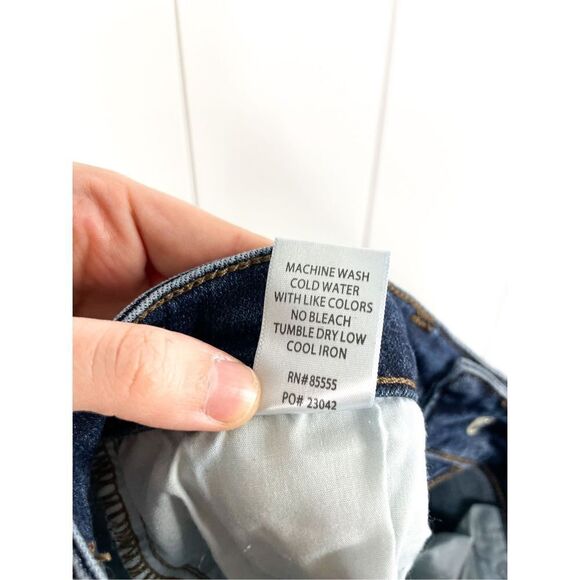 MACHINE WASH
COLD WATER
WITH LIKE COLORS
NO BLEACH
TUMBLE DRY LOW
COOL IRON
RN#85555
PO# 23042